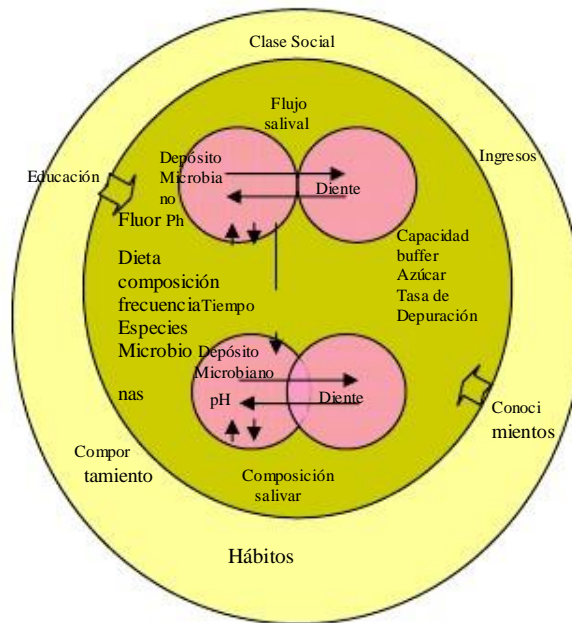 Clase Social
Flujo
salival
Ingresos
Educación
Depósito
Microbia
no
Diente
Fluor Ph
Capacidad
buffer
Azúcar
Tasa de
Depuración
Dieta
composición
frecuencia Tiempo
Especies
Microbio
nas
Depósito
Microbiano
pH
Diente
Conoci
mientos
Compor
tamiento
Composición
salivar
Hábitos